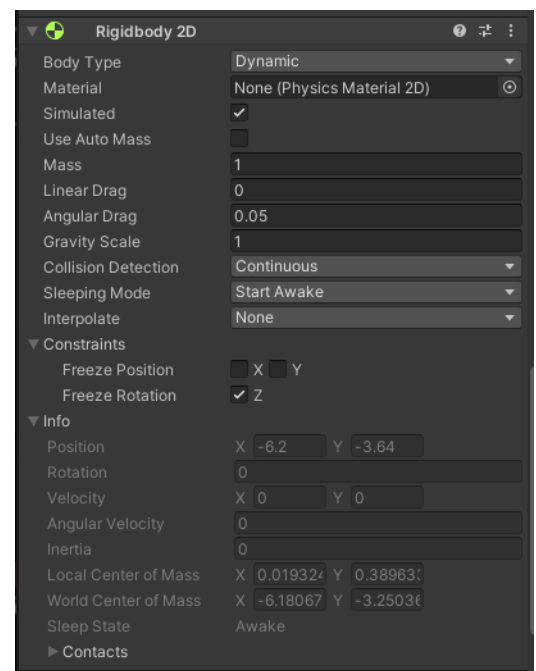 Rigidbody 2D
Body Type Dynamic
Material None (Physics Material 2D)
Simulated
Use Auto Mass
Mass 1
Linear Drag 0
Angular Drag 0.05
Gravity Scale 1
Collision Detection Continuous
Sleeping Mode Start Awake
Interpolate None
Constraints
Freeze Position X Y
Freeze Rotation Z
Info
Position X -6.2 Y -3.64
Rotation 0
Velocity X 0 Y 0
Angular Velocity 0
Inertia 0
Local Center of Mass X 0.01932 Y 0.38963
World Center of Mass X -6.18067 Y -3.2503
Sleep State Awake
Contacts